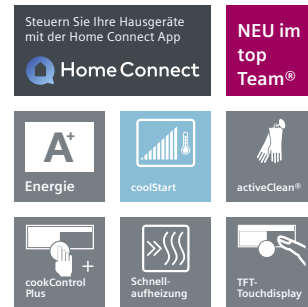 Steuern Sie Ihre Hausgeräte
mit der Home Connect App
Home Connect
NEU im
top
Team®
A+
Energie
coolStart
activeClean®
cookControl
Plus
Schnell-
aufheizung
TFT-
Touchdisplay